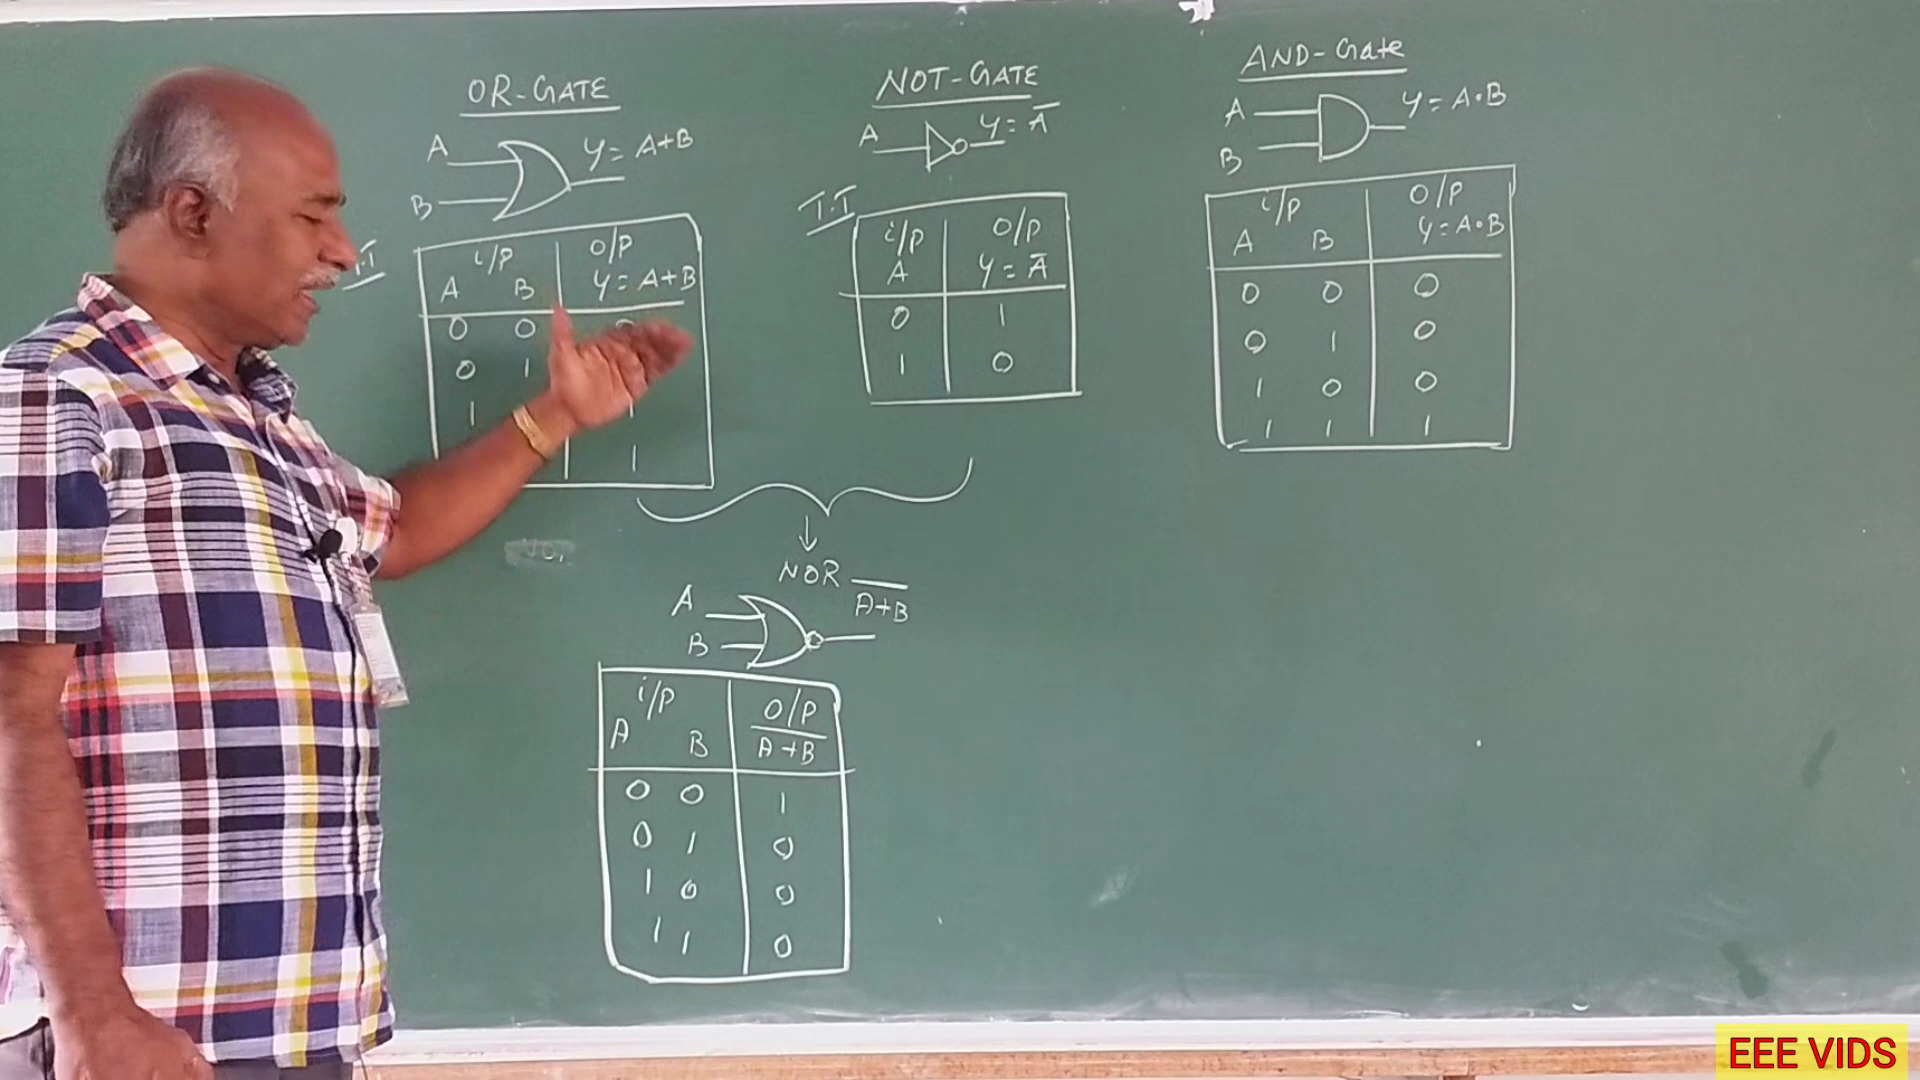 OR-GATE
A
B
Y = A+B
T.T
i/P O/P
A B Y = A+B
0 0 0
0 1
1 1
1
NOT-GATE
A
Y = A̅
T.T
i/P O/P
A Y = A̅
0 1
1 0
AND-Gate
A
B
Y = A·B
i/P O/P
A B Y = A·B
0 0 0
0 1 0
1 0 0
1 1 1
NOR
A̅+̅B̅
A
B
i/P O/P
A B A̅+̅B̅
0 0 1
0 1 0
1 0 0
1 1 0
EEE VIDS